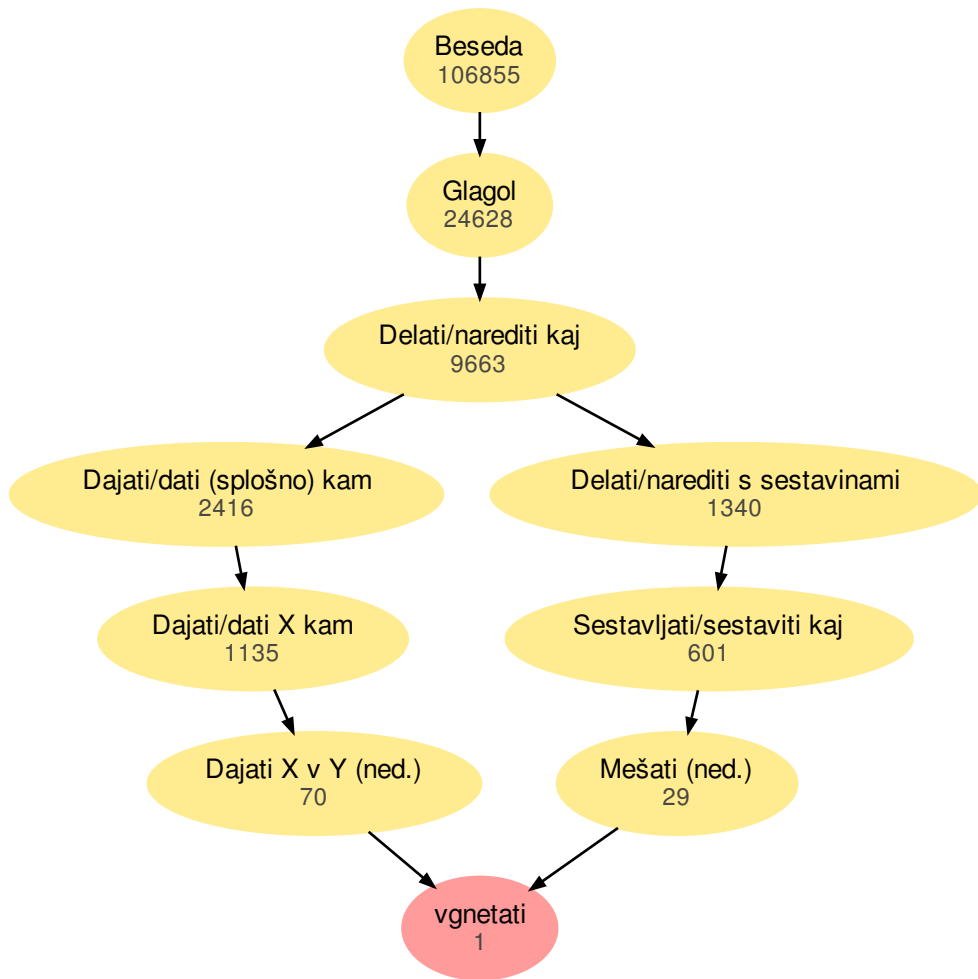 Beseda
106855
Glagol
24628
Delati/narediti kaj
9663
Dajati/dati (splošno) kam
2416
Delati/narediti s sestavinami
1340
Dajati/dati X kam
1135
Sestavljati/sestaviti kaj
601
Dajati X v Y (ned.)
70
Mešati (ned.)
29
vgnetati
1